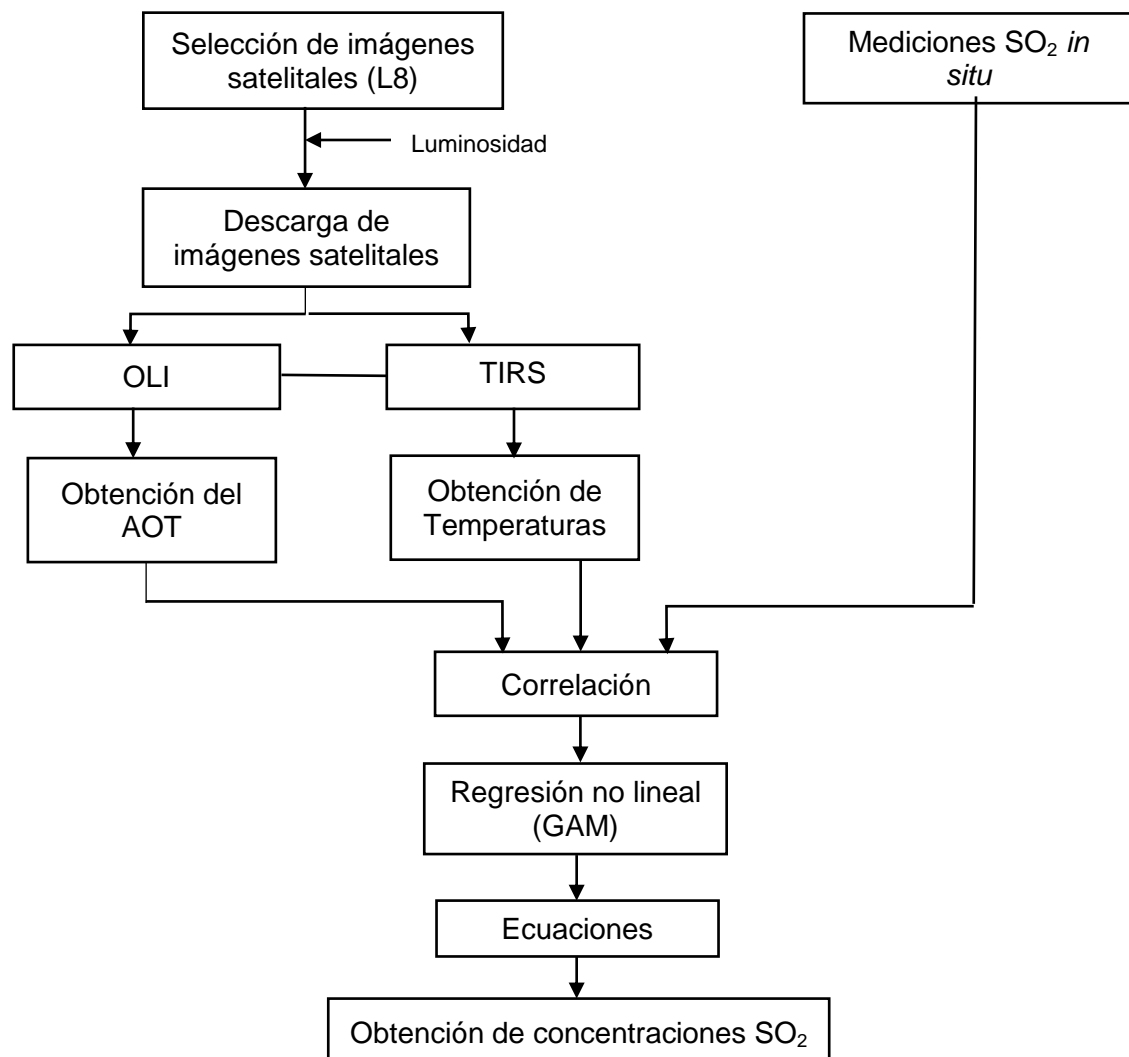 Selección de imágenes
satelitales (L8)
Mediciones SO₂ in
situ
Luminosidad
Descarga de
imágenes satelitales
OLI
TIRS
Obtención del
AOT
Obtención de
Temperaturas
Correlación
Regresión no lineal
(GAM)
Ecuaciones
Obtención de concentraciones SO₂